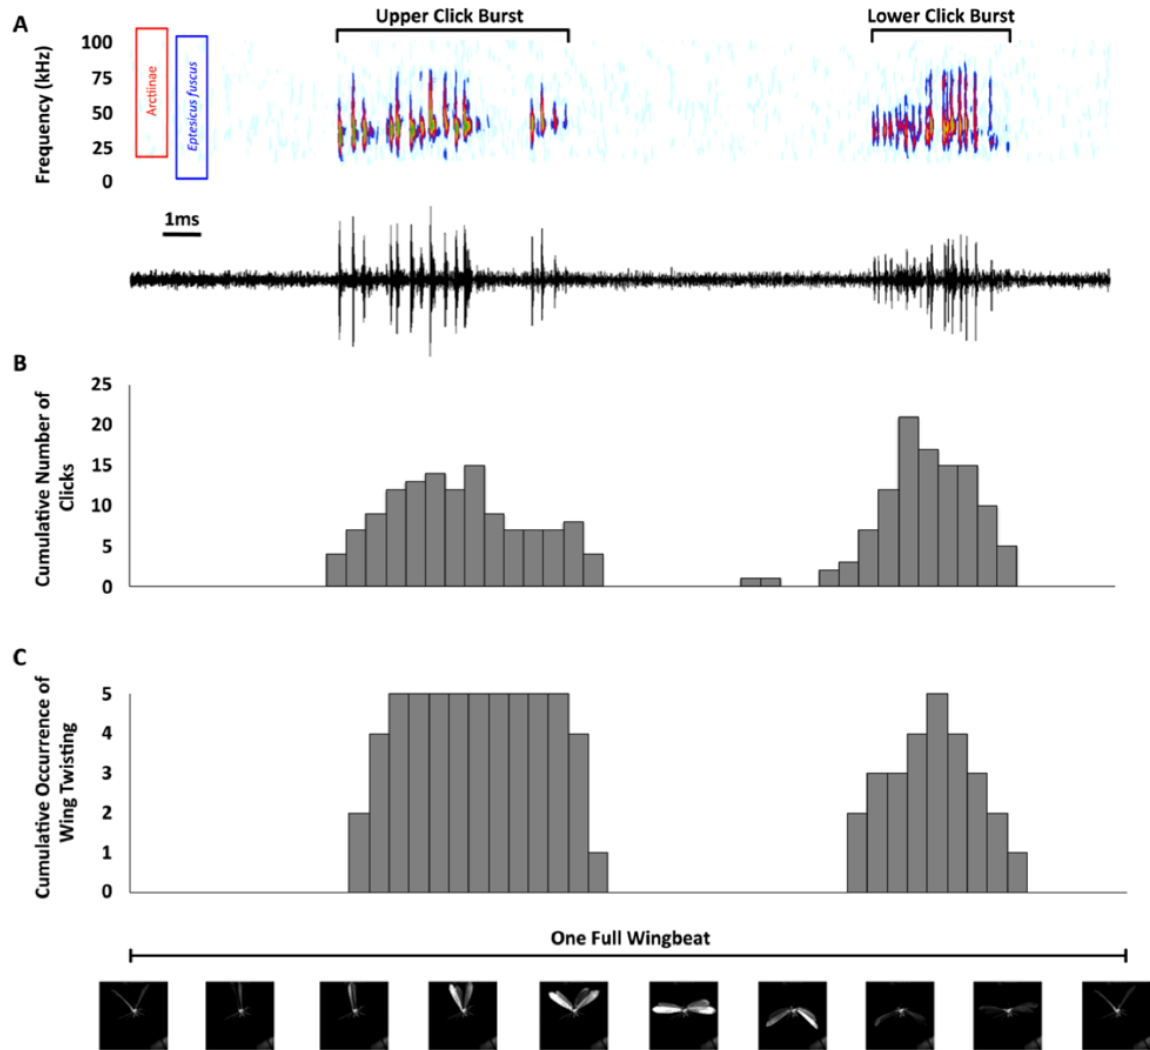 A
Upper Click Burst
Lower Click Burst
Frequency (kHz)
100
75
50
25
0
Arctiinae
Eptesicus fuscus
1ms
B
Cumulative Number of
Clicks
25
20
15
10
5
0
C
Cumulative Occurrence of
Wing Twisting
5
4
3
2
1
0
One Full Wingbeat